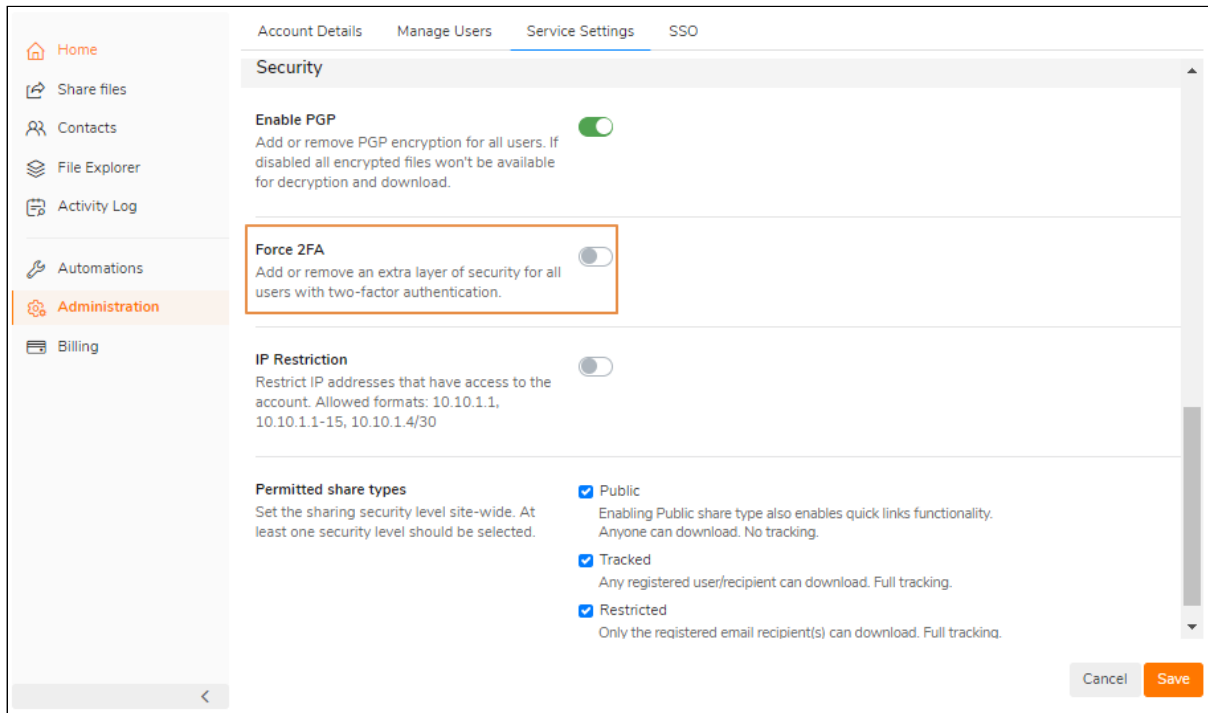 Home
Share files
Contacts
File Explorer
Activity Log
Automations
Administration
Billing
Account Details Manage Users Service Settings SSO
Security
Enable PGP
Add or remove PGP encryption for all users. If
disabled all encrypted files won't be available
for decryption and download.
Force 2FA
Add or remove an extra layer of security for all
users with two-factor authentication.
IP Restriction
Restrict IP addresses that have access to the
account. Allowed formats: 10.10.1.1,
10.10.1.1-15, 10.10.1.4/30
Permitted share types
Set the sharing security level site-wide. At
least one security level should be selected.
Public
Enabling Public share type also enables quick links functionality.
Anyone can download. No tracking.
Tracked
Any registered user/recipient can download. Full tracking.
Restricted
Only the registered email recipient(s) can download. Full tracking.
Cancel Save